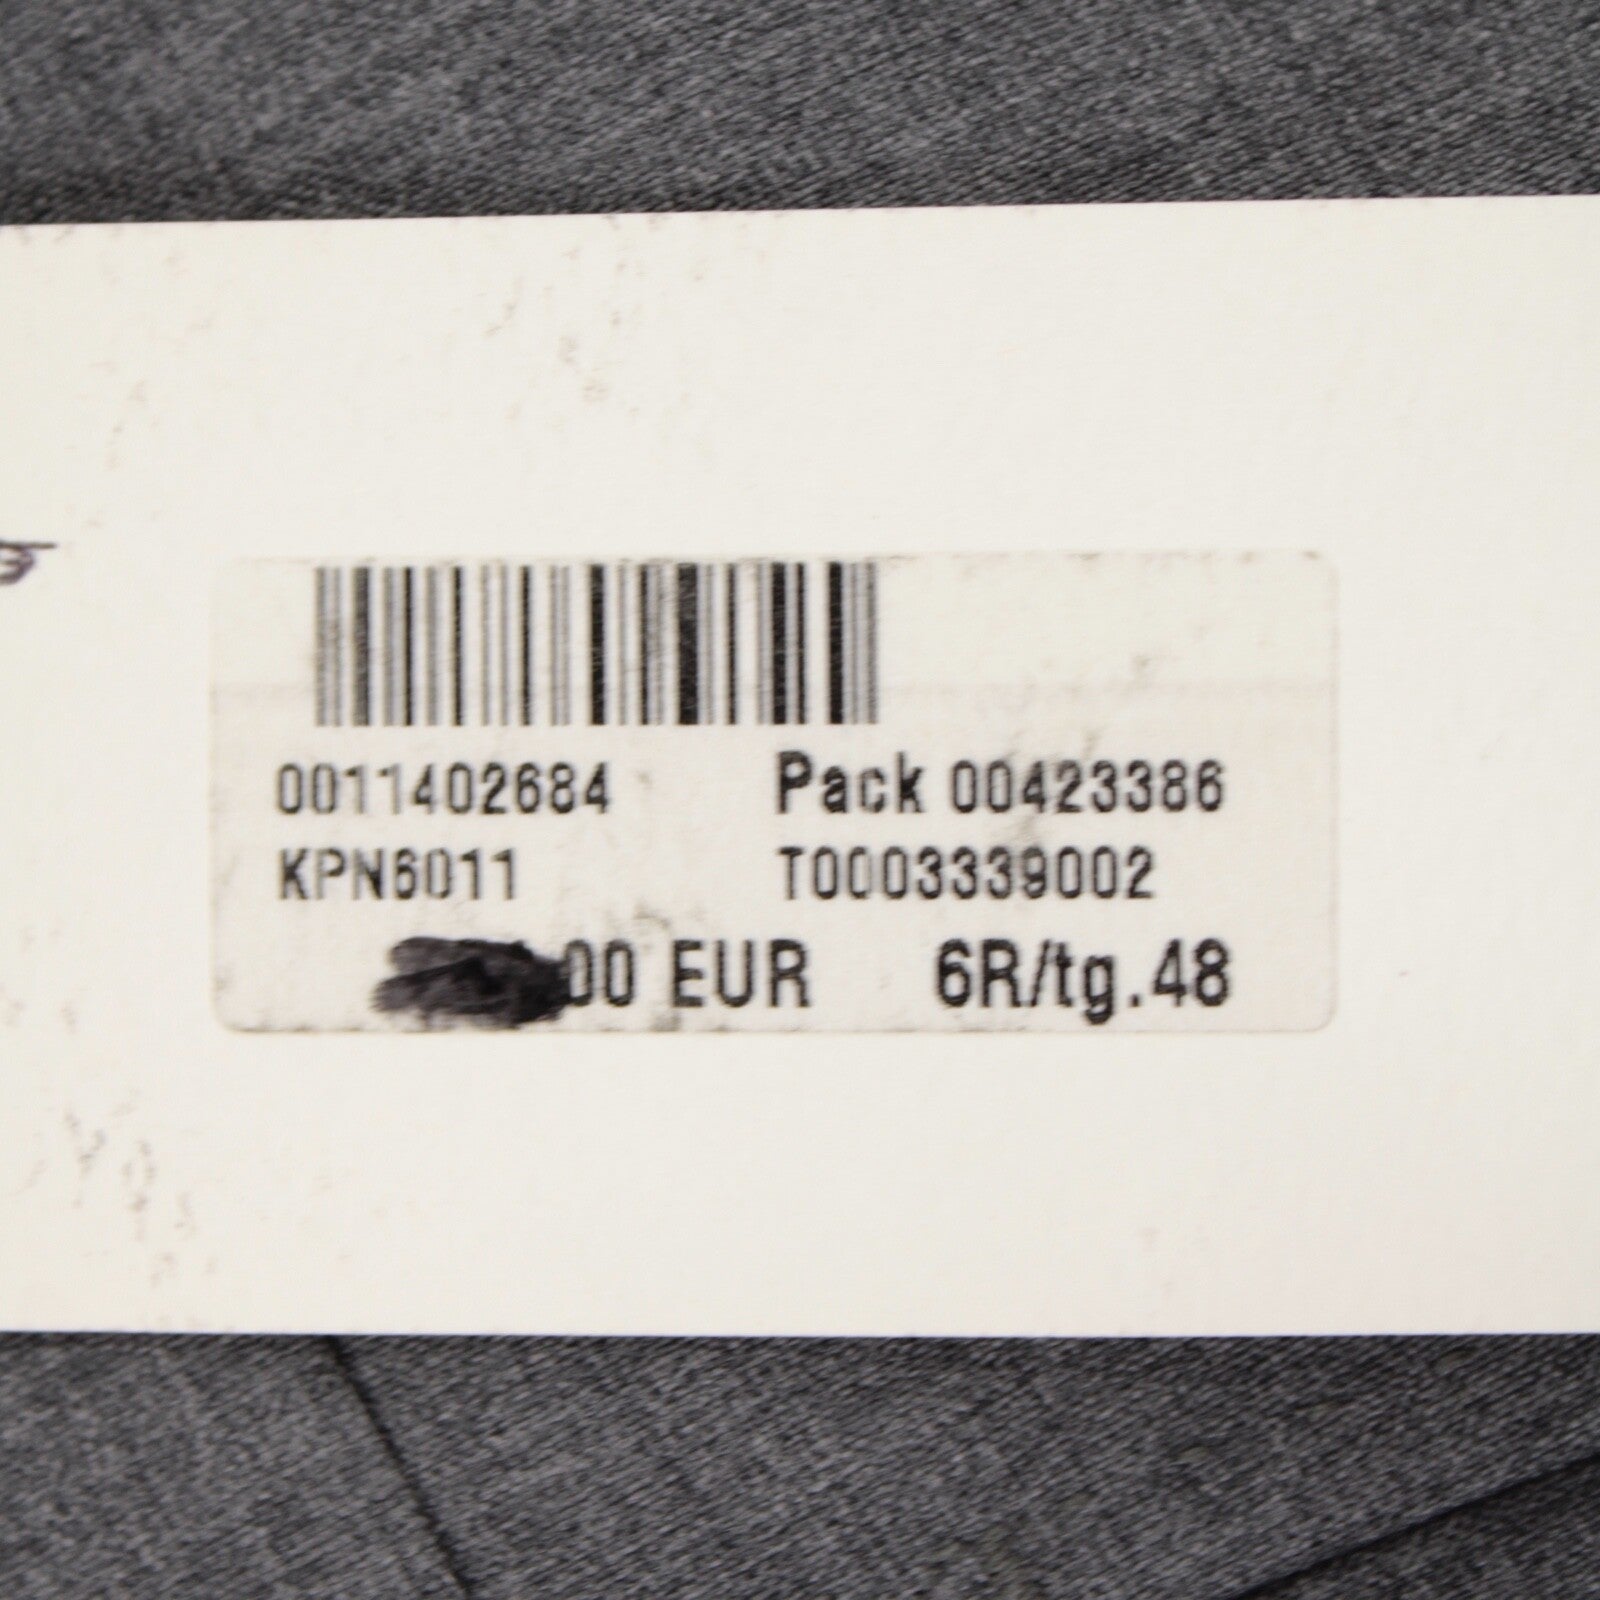 0011402684 Pack 00423386
KPN6011 T0003339002
00 EUR 6R/tg.48